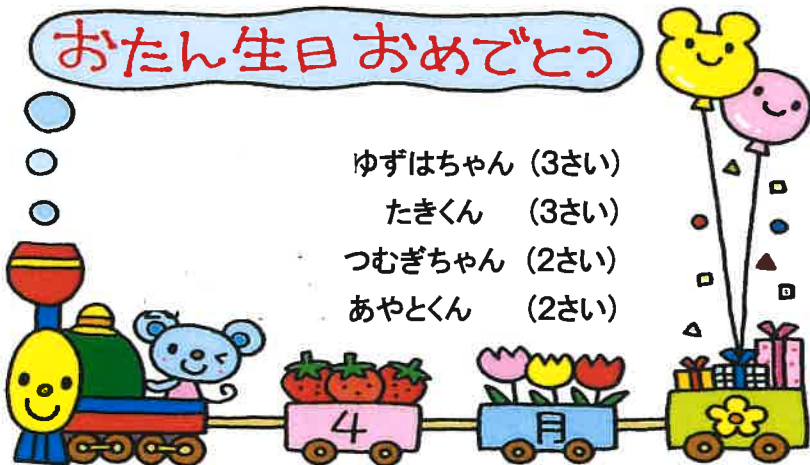 おたん生日おめでとう
ゆずはちゃん (3さい)
たきくん (3さい)
つむぎちゃん (2さい)
あやとくん (2さい)
4月